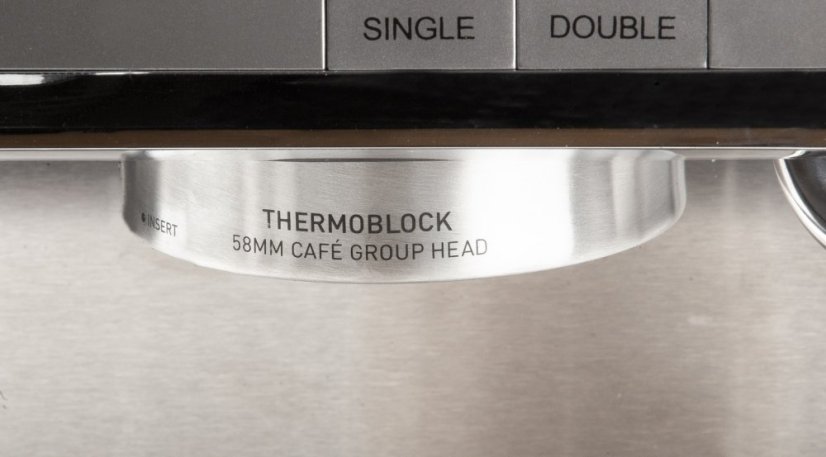 SINGLE DOUBLE
INSERT
THERMOBLOCK
58MM CAFÉ GROUP HEAD